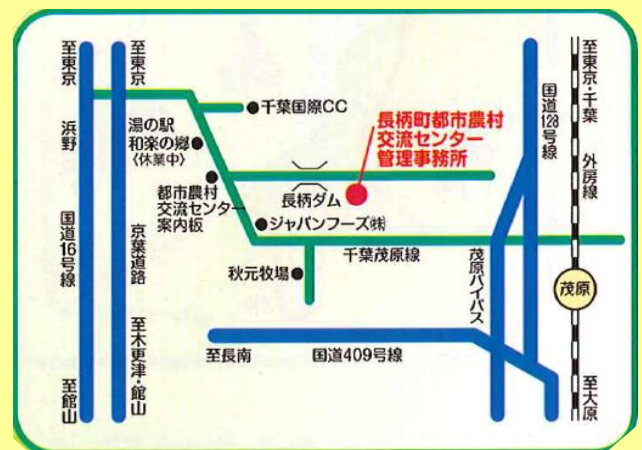 至東京
至東京
浜野
国道16号線
至館山
京葉道路
至木更津・館山
千葉国際CC
湯の駅
和楽の郷
〈休業中〉
都市農村
交流センター
案内板
長柄町都市農村
交流センター
管理事務所
長柄ダム
ジャパンフーズ㈱
千葉茂原線
秋元牧場
至長南
国道409号線
茂原バイパス
国道128号線
至東京・千葉
外房線
茂原
至大原